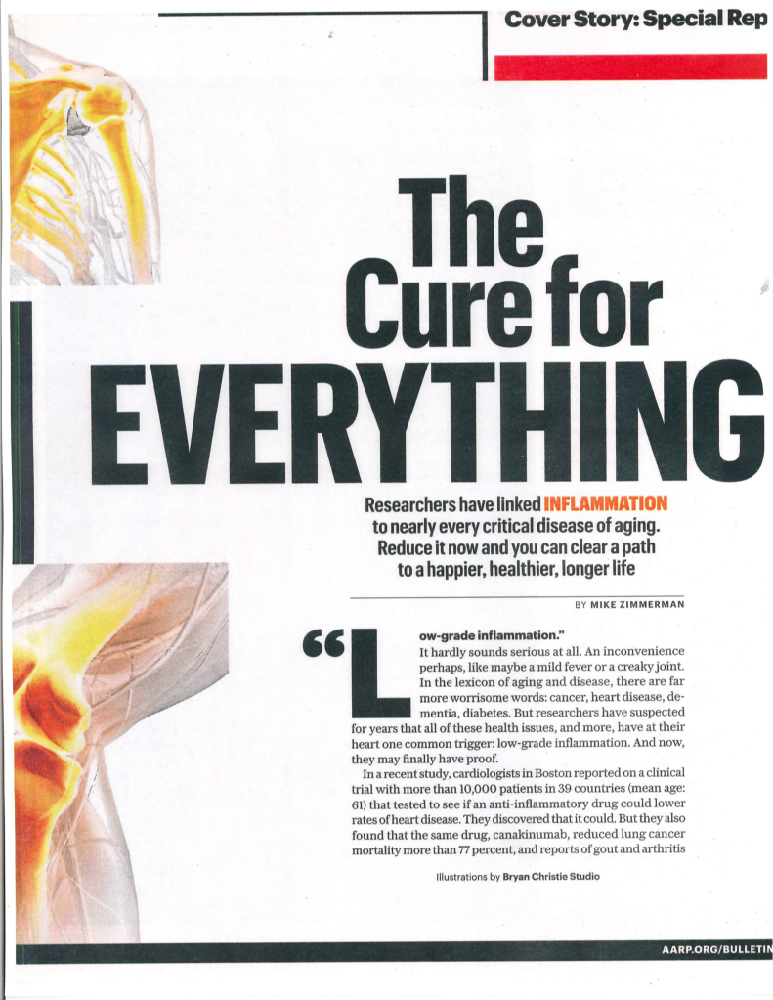 Cover Story: Special Rep
The
Cure for
EVERYTHING
Researchers have linked INFLAMMATION
to nearly every critical disease of aging.
Reduce it now and you can clear a path
to a happier, healthier, longer life
BY MIKE ZIMMERMAN
“Low-grade inflammation.”
It hardly sounds serious at all. An inconvenience
perhaps, like maybe a mild fever or a creaky joint.
In the lexicon of aging and disease, there are far
more worrisome words: cancer, heart disease, de-
mentia, diabetes. But researchers have suspected
for years that all of these health issues, and more, have at their
heart one common trigger: low-grade inflammation. And now,
they may finally have proof.
In a recent study, cardiologists in Boston reported on a clinical
trial with more than 10,000 patients in 39 countries (mean age:
61) that tested to see if an anti-inflammatory drug could lower
rates of heart disease. They discovered that it could. But they also
found that the same drug, canakinumab, reduced lung cancer
mortality more than 77 percent, and reports of gout and arthritis
Illustrations by Bryan Christie Studio
AARP.ORG/BULLETIN